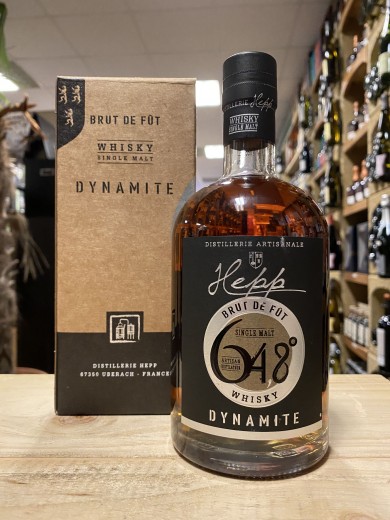 BRUT DE FÛT
WHISKY
SINGLE MALT
DYNAMITE
DISTILLERIE HEPP
67350 UBERACH - FRANCE
DISTILLERIE Hepp
WHISKY
SINGLE MALT
DISTILLERIE ARTISANALE
Hepp
BRUT DE FÛT
SINGLE MALT
64.8°
WHISKY
DYNAMITE